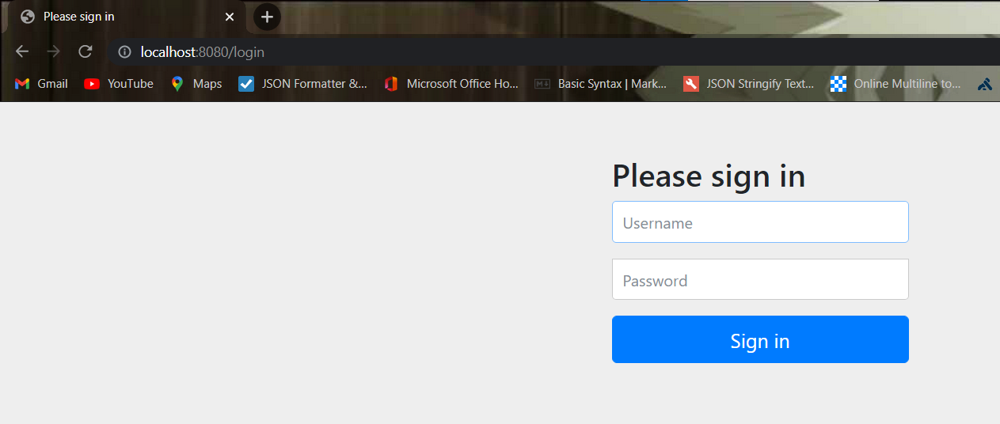 Please sign in
localhost:8080/login
Gmail YouTube Maps JSON Formatter &... Microsoft Office Ho... Basic Syntax | Mark... JSON Stringify Text... Online Multiline to...
Please sign in
Username
Password
Sign in